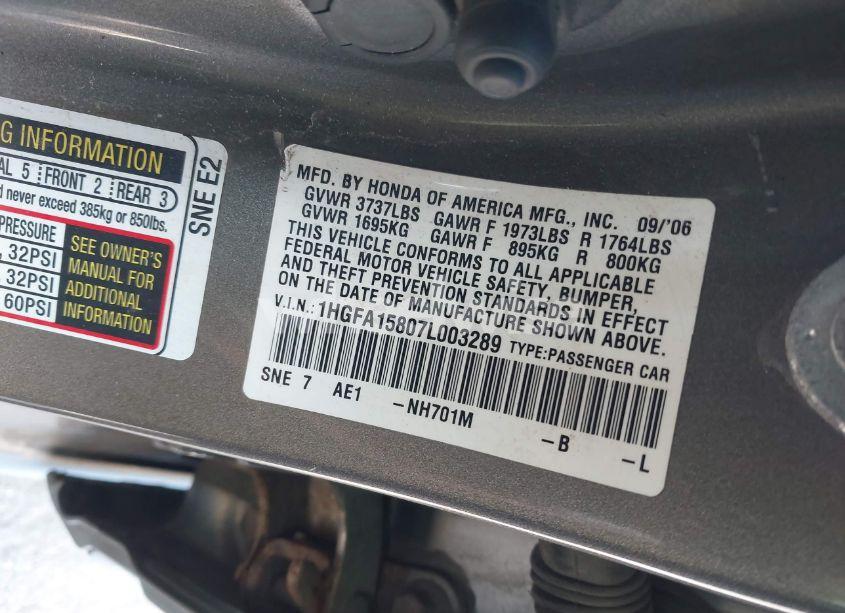 G INFORMATION
AL 5 FRONT 2 REAR 3
d never exceed 385kg or 850lbs.
PRESSURE
, 32PSI
32PSI
60PSI
SEE OWNER'S
MANUAL FOR
ADDITIONAL
INFORMATION
SNE E2
MFD. BY HONDA OF AMERICA MFG., INC. 09/'06
GVWR 3737LBS GAWR F 1973LBS R 1764LBS
GVWR 1695KG GAWR F 895KG R 800KG
THIS VEHICLE CONFORMS TO ALL APPLICABLE
FEDERAL MOTOR VEHICLE SAFETY, BUMPER,
AND THEFT PREVENTION STANDARDS IN EFFECT
ON THE DATE OF MANUFACTURE SHOWN ABOVE.
V.I.N.: 1HGFA15807L003289 TYPE:PASSENGER CAR
SNE 7 AE1 -NH701M -B -L